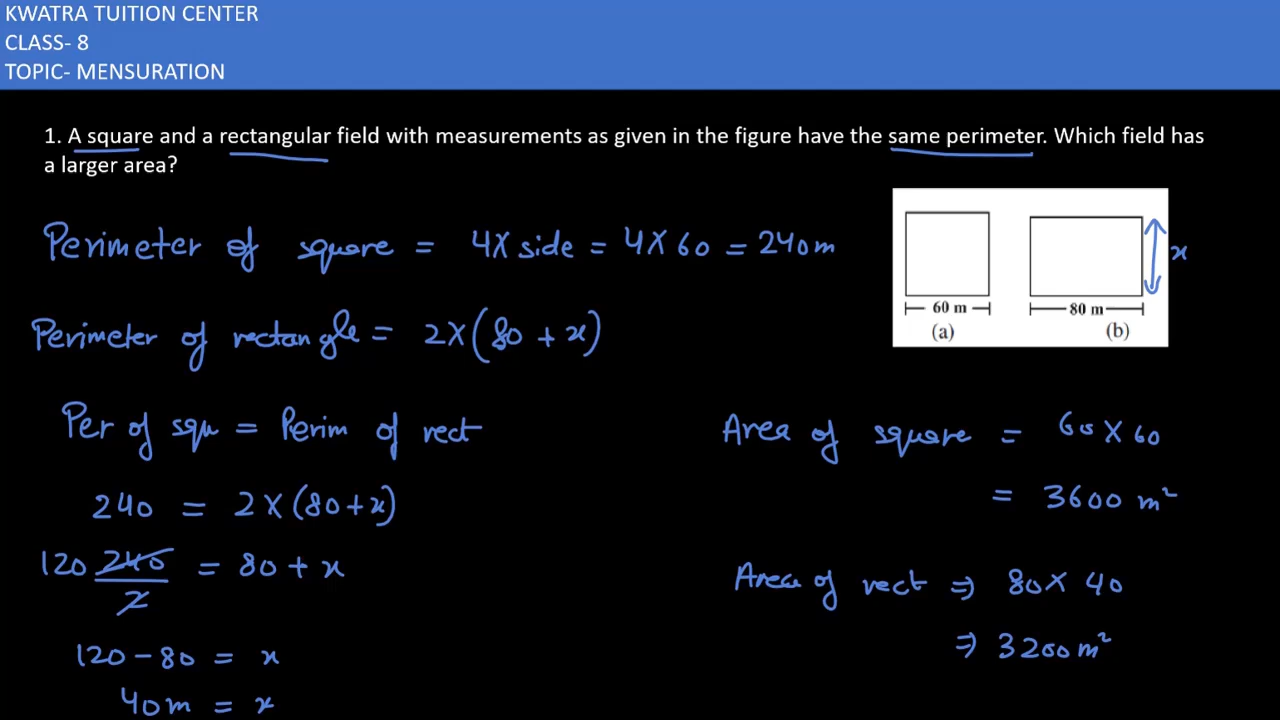 KWATRA TUITION CENTER
CLASS- 8
TOPIC- MENSURATION
1. A square and a rectangular field with measurements as given in the figure have the same perimeter. Which field has
a larger area?
Perimeter of square = 4X side = 4X 60 = 240m
x
60 m
80 m
(a)
(b)
Perimeter of rectangle = 2X(80 + x)
Per of squ = Perim of rect
240 = 2X(80+x)
120 240/2 = 80 + x
120-80 = x
40m = x
Area of square = 60 X 60
= 3600 m²
Area of rect ⇒ 80X 40
⇒ 3200m²